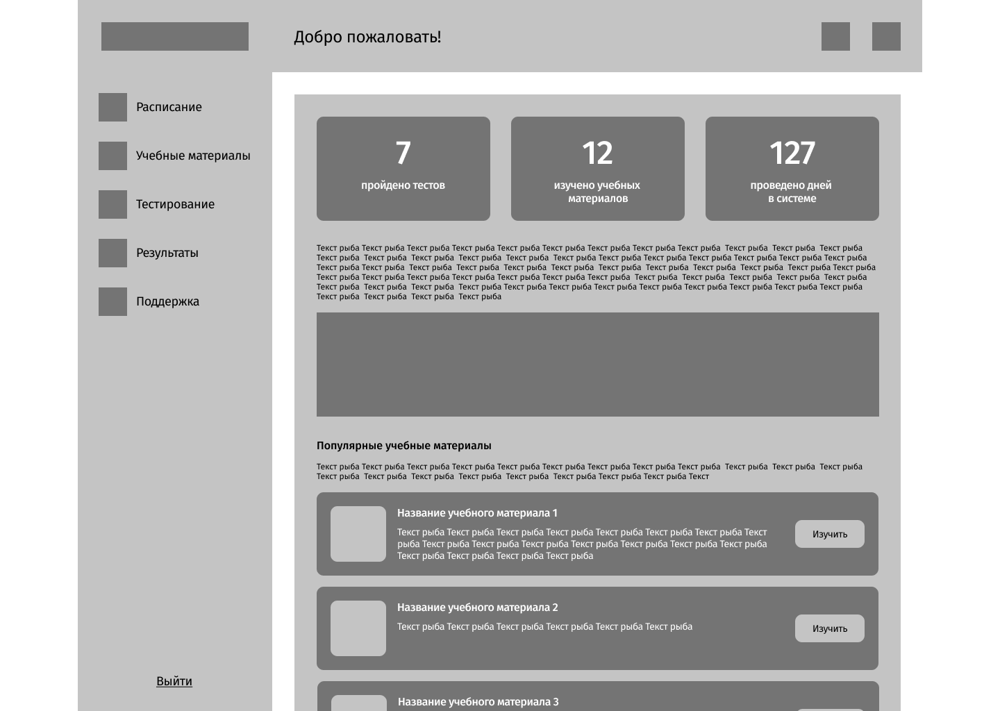 Добро пожаловать!
Расписание
Учебные материалы
Тестирование
Результаты
Поддержка
Выйти
7
пройдено тестов
12
изучено учебных
материалов
127
проведено дней
в системе
Текст рыба Текст рыба Текст рыба Текст рыба Текст рыба Текст рыба Текст рыба Текст рыба Текст рыба  Текст рыба  Текст рыба  Текст рыба
Текст рыба  Текст рыба  Текст рыба  Текст рыба  Текст рыба  Текст рыба Текст рыба Текст рыба Текст рыба Текст рыба Текст рыба Текст рыба
Текст рыба Текст рыба  Текст рыба  Текст рыба  Текст рыба  Текст рыба  Текст рыба  Текст рыба  Текст рыба  Текст рыба  Текст рыба Текст рыба
Текст рыба Текст рыба Текст рыба Текст рыба Текст рыба Текст рыба Текст рыба  Текст рыба  Текст рыба  Текст рыба  Текст рыба  Текст рыба
Текст рыба  Текст рыба  Текст рыба  Текст рыба Текст рыба Текст рыба Текст рыба Текст рыба Текст рыба Текст рыба Текст рыба Текст рыба
Текст рыба  Текст рыба  Текст рыба  Текст рыба
Популярные учебные материалы
Текст рыба Текст рыба Текст рыба Текст рыба Текст рыба Текст рыба Текст рыба Текст рыба Текст рыба  Текст рыба  Текст рыба  Текст рыба
Текст рыба  Текст рыба  Текст рыба  Текст рыба  Текст рыба  Текст рыба Текст рыба Текст рыба Текст
Название учебного материала 1
Текст рыба Текст рыба Текст рыба Текст рыба Текст рыба Текст рыба Текст рыба Текст
рыба Текст рыба Текст рыба Текст рыба Текст рыба Текст рыба Текст рыба Текст рыба
Текст рыба Текст рыба Текст рыба Текст рыба
Изучить
Название учебного материала 2
Текст рыба Текст рыба Текст рыба Текст рыба Текст рыба Текст рыба
Изучить
Название учебного материала 3